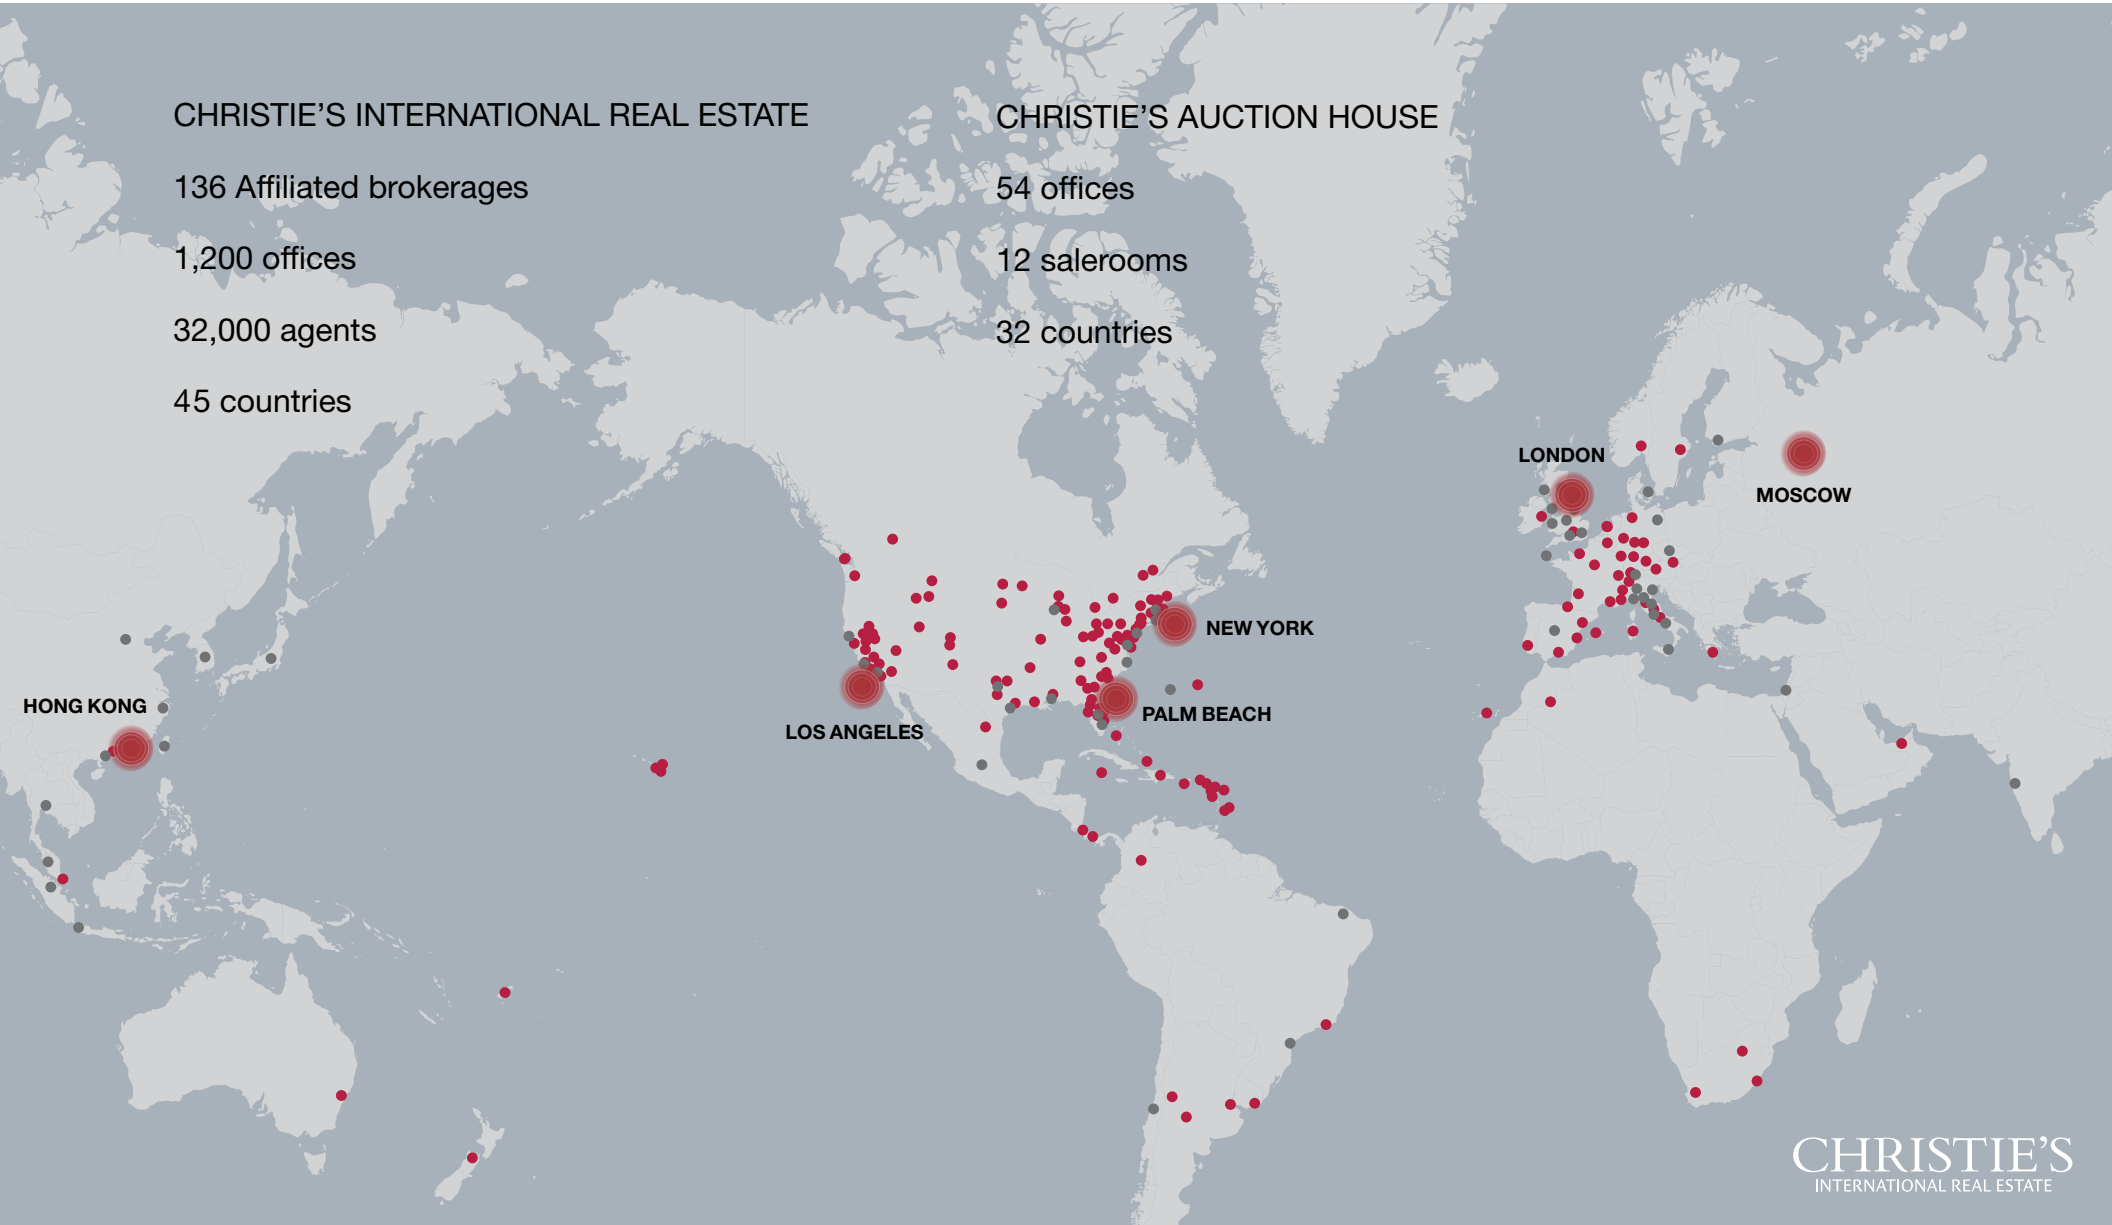 CHRISTIE’S INTERNATIONAL REAL ESTATE
136 Affiliated brokerages
1,200 offices
32,000 agents
45 countries
CHRISTIE’S AUCTION HOUSE
54 offices
12 salerooms
32 countries
LONDON
MOSCOW
NEW YORK
HONG KONG
PALM BEACH
LOS ANGELES
CHRISTIE’S
INTERNATIONAL REAL ESTATE